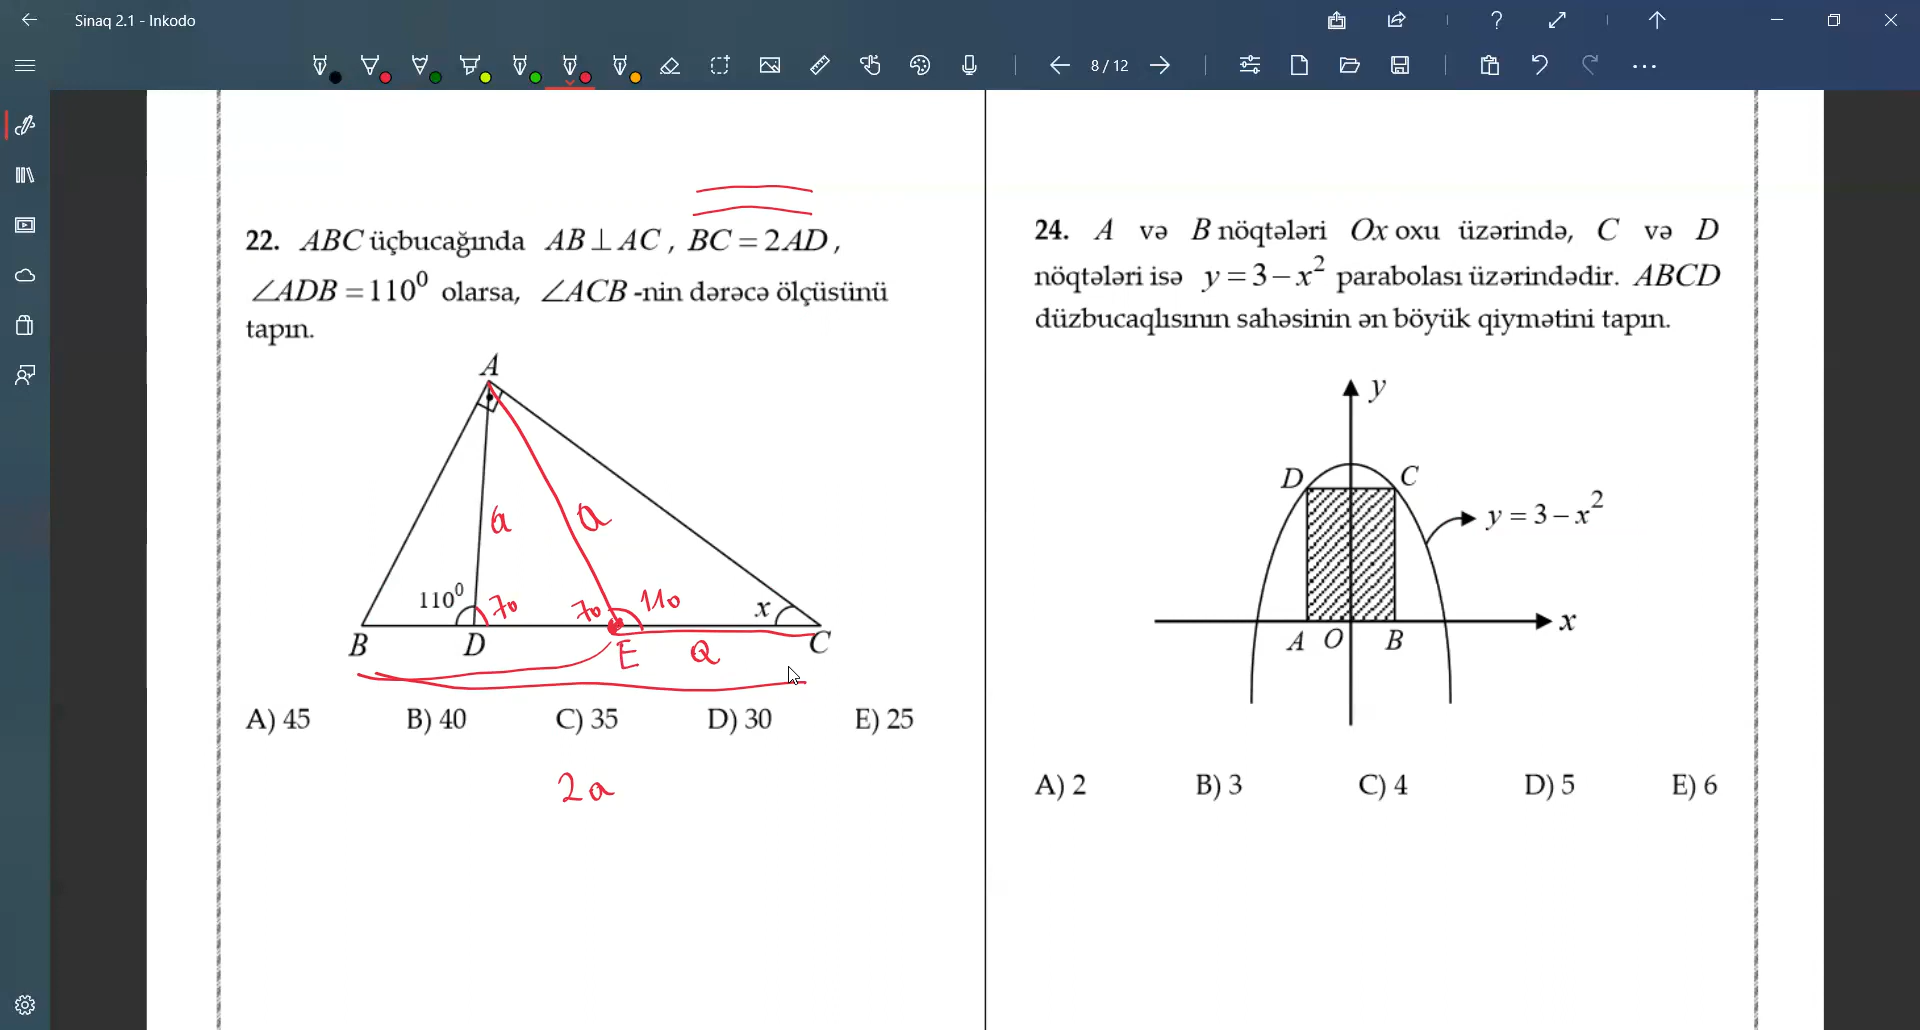 Sinaq 2.1 - Inkodo
8 / 12
22. ABC üçbucağında AB ⊥ AC , BC = 2AD ,
∠ADB = 110⁰ olarsa, ∠ACB -nin dərəcə ölçüsünü
tapın.
A
a
a
110⁰
70
70
110
x
B
D
E
Q
C
A) 45
B) 40
C) 35
D) 30
E) 25
2a
24. A və B nöqtələri Ox oxu üzərində, C və D
nöqtələri isə y = 3 − x² parabolası üzərindədir. ABCD
düzbucaqlısının sahəsinin ən böyük qiymətini tapın.
y
D
C
y = 3 − x²
x
A
O
B
A) 2
B) 3
C) 4
D) 5
E) 6